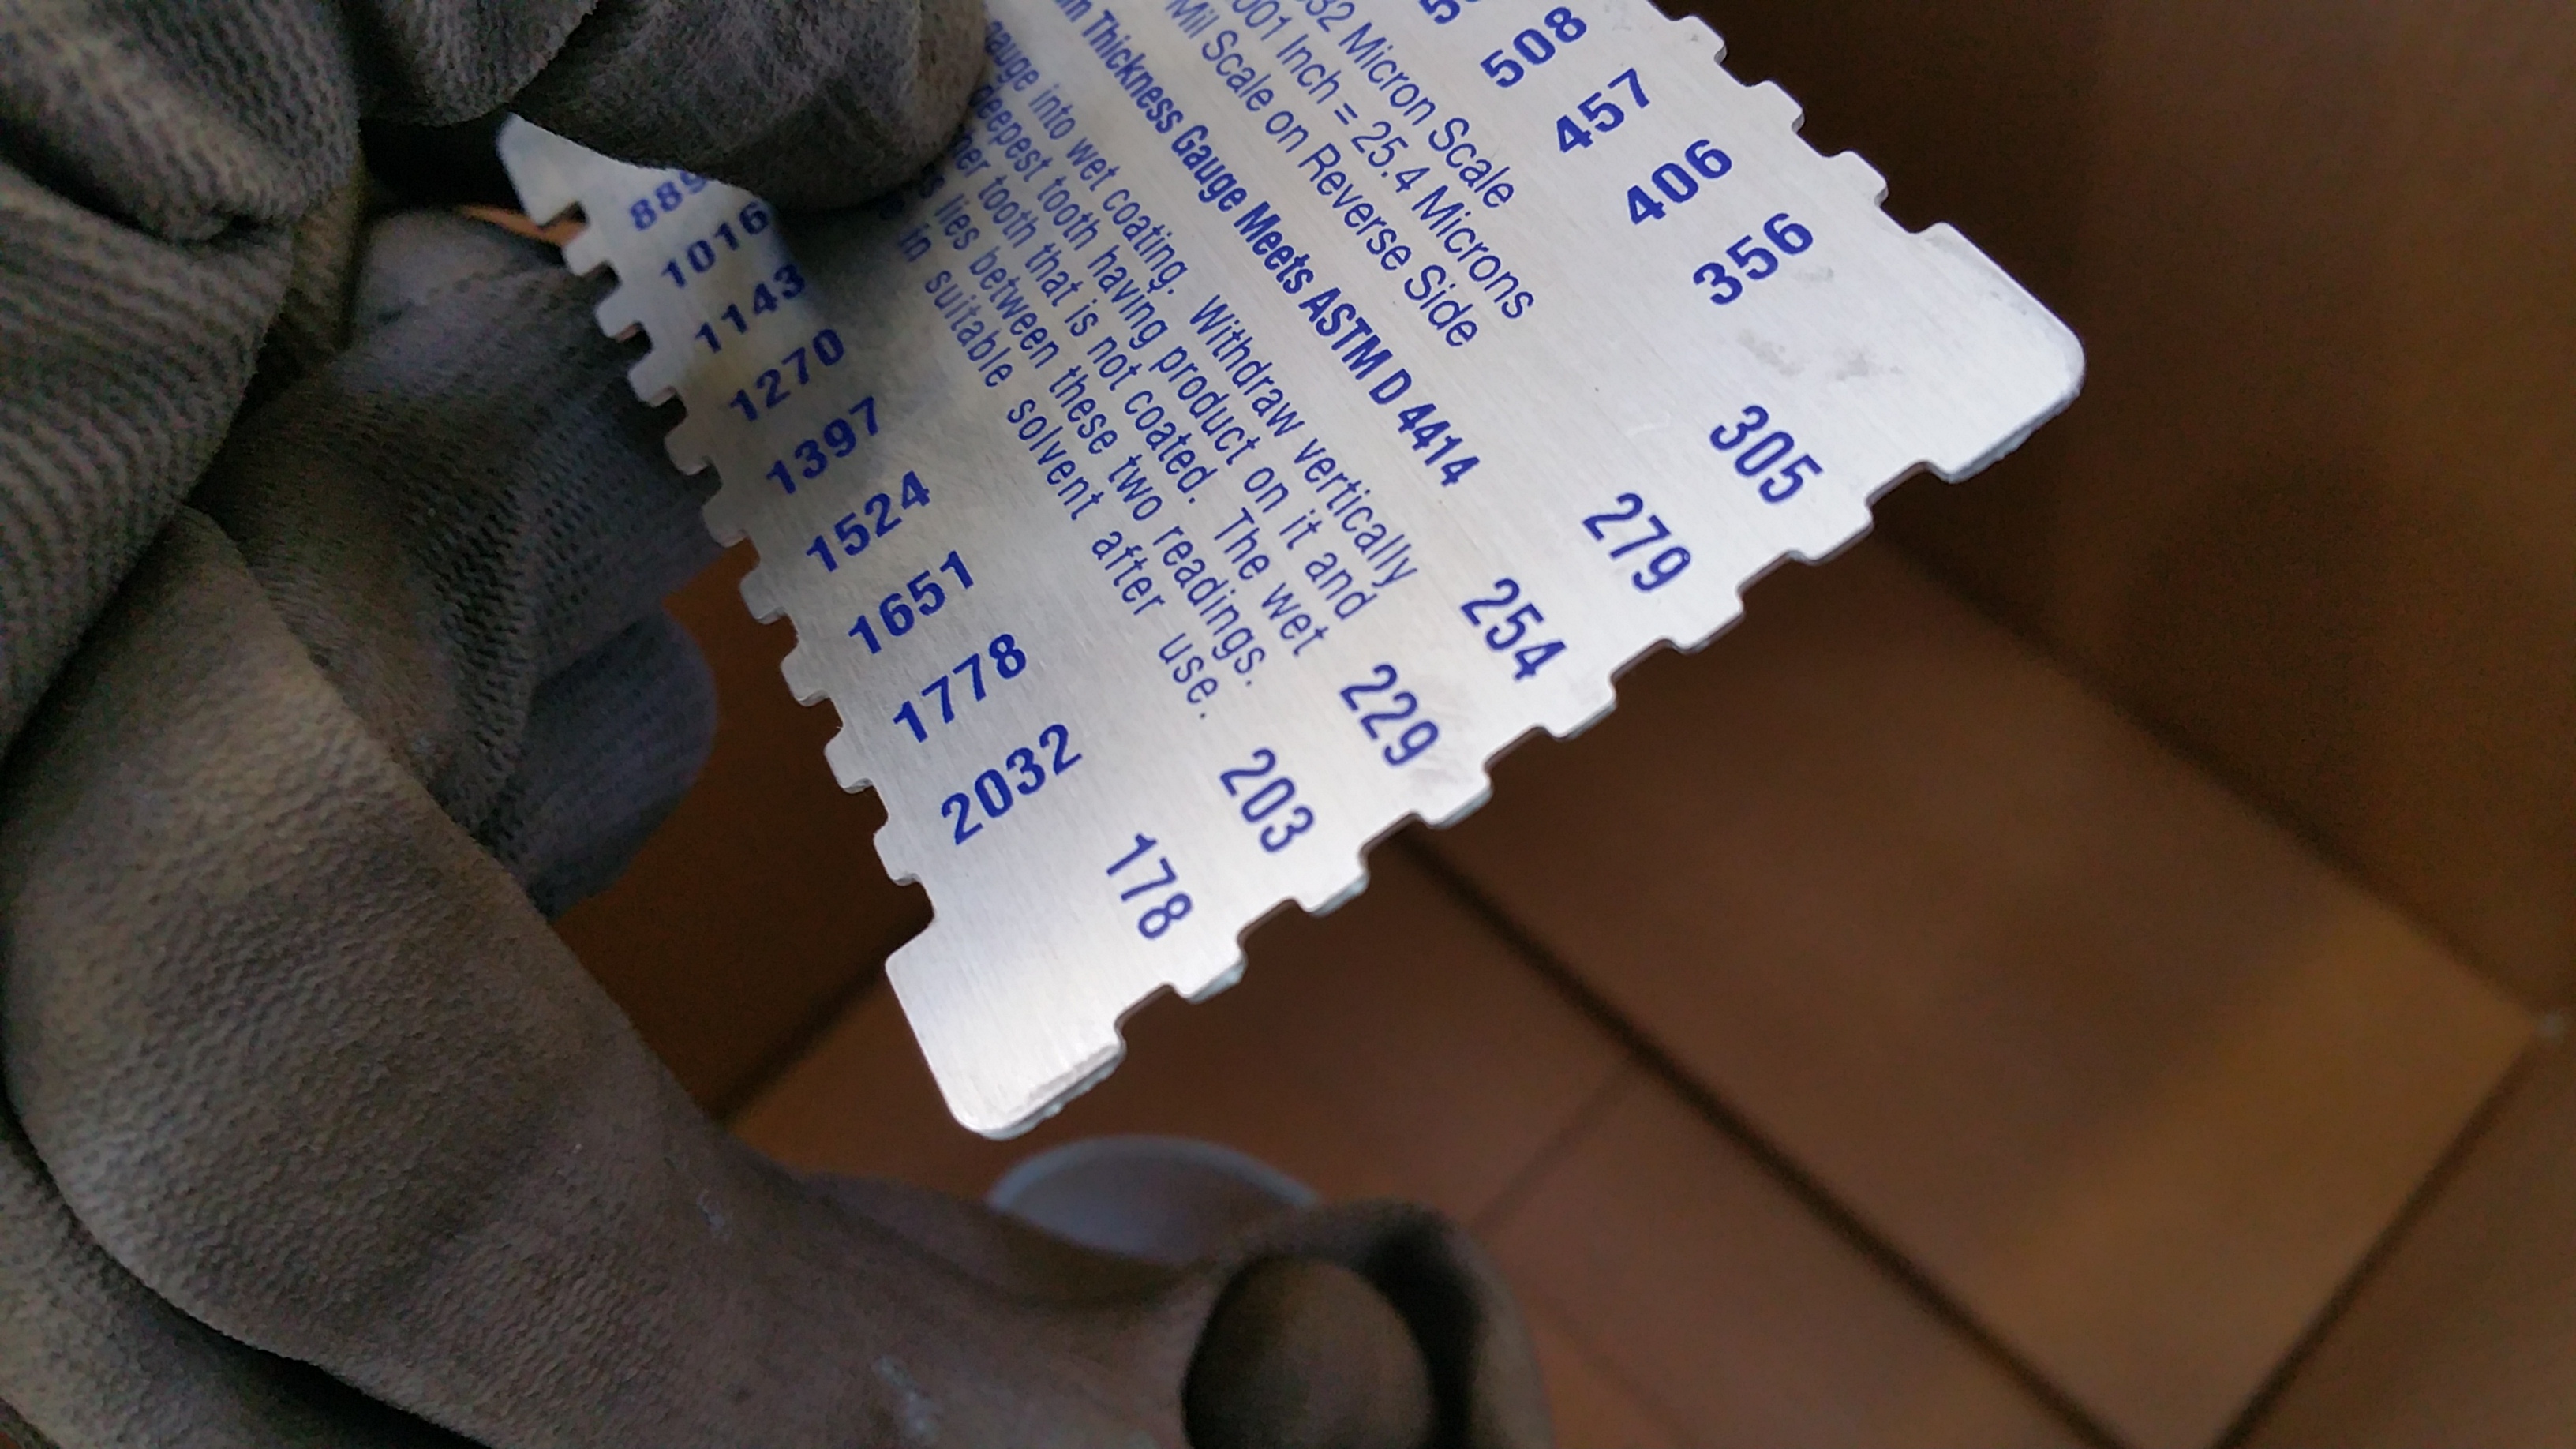 508
457
406
356
305
279
254
229
203
178
Micron Scale
Inch = 25.4 Microns
Mil Scale on Reverse Side
Thickness Gauge Meets ASTM D 4414
into wet coating. Withdraw vertically
deepest tooth having product on it and
tooth that is not coated. The wet
lies between these two readings.
in suitable solvent after use.
1016
1143
1270
1397
1524
1651
1778
2032